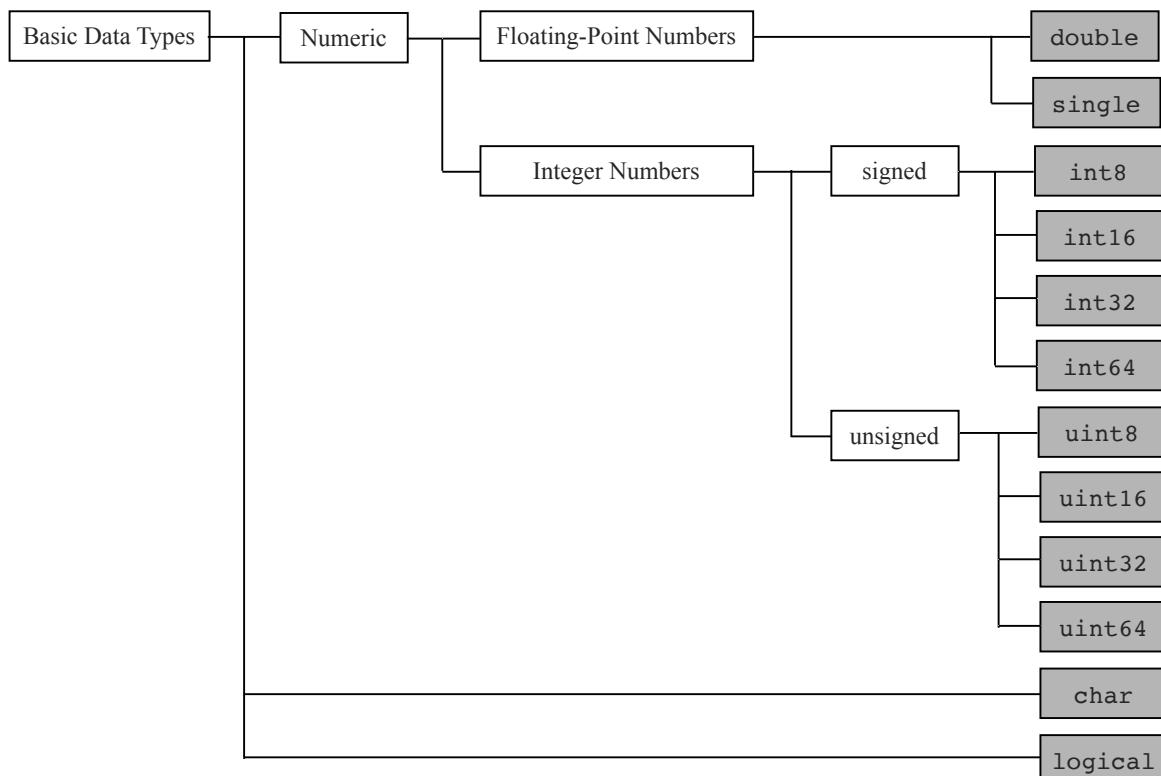 Basic Data Types
Numeric
Floating-Point Numbers
double
single
Integer Numbers
signed
int8
int16
int32
int64
unsigned
uint8
uint16
uint32
uint64
char
logical